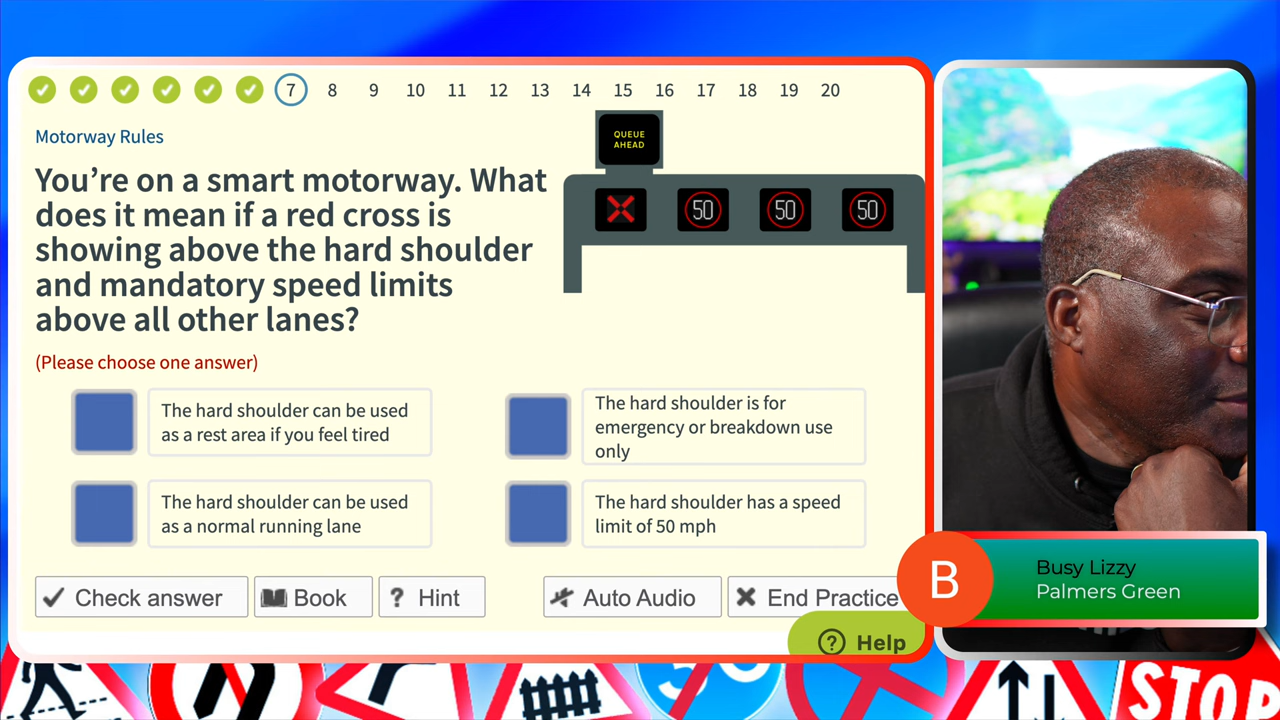 7 8 9 10 11 12 13 14 15 16 17 18 19 20
Motorway Rules
QUEUE
AHEAD
50 50 50
You’re on a smart motorway. What
does it mean if a red cross is
showing above the hard shoulder
and mandatory speed limits
above all other lanes?
(Please choose one answer)
The hard shoulder can be used
as a rest area if you feel tired
The hard shoulder is for
emergency or breakdown use
only
The hard shoulder can be used
as a normal running lane
The hard shoulder has a speed
limit of 50 mph
Check answer
Book
? Hint
Auto Audio
End Practice
? Help
B
Busy Lizzy
Palmers Green
STOP